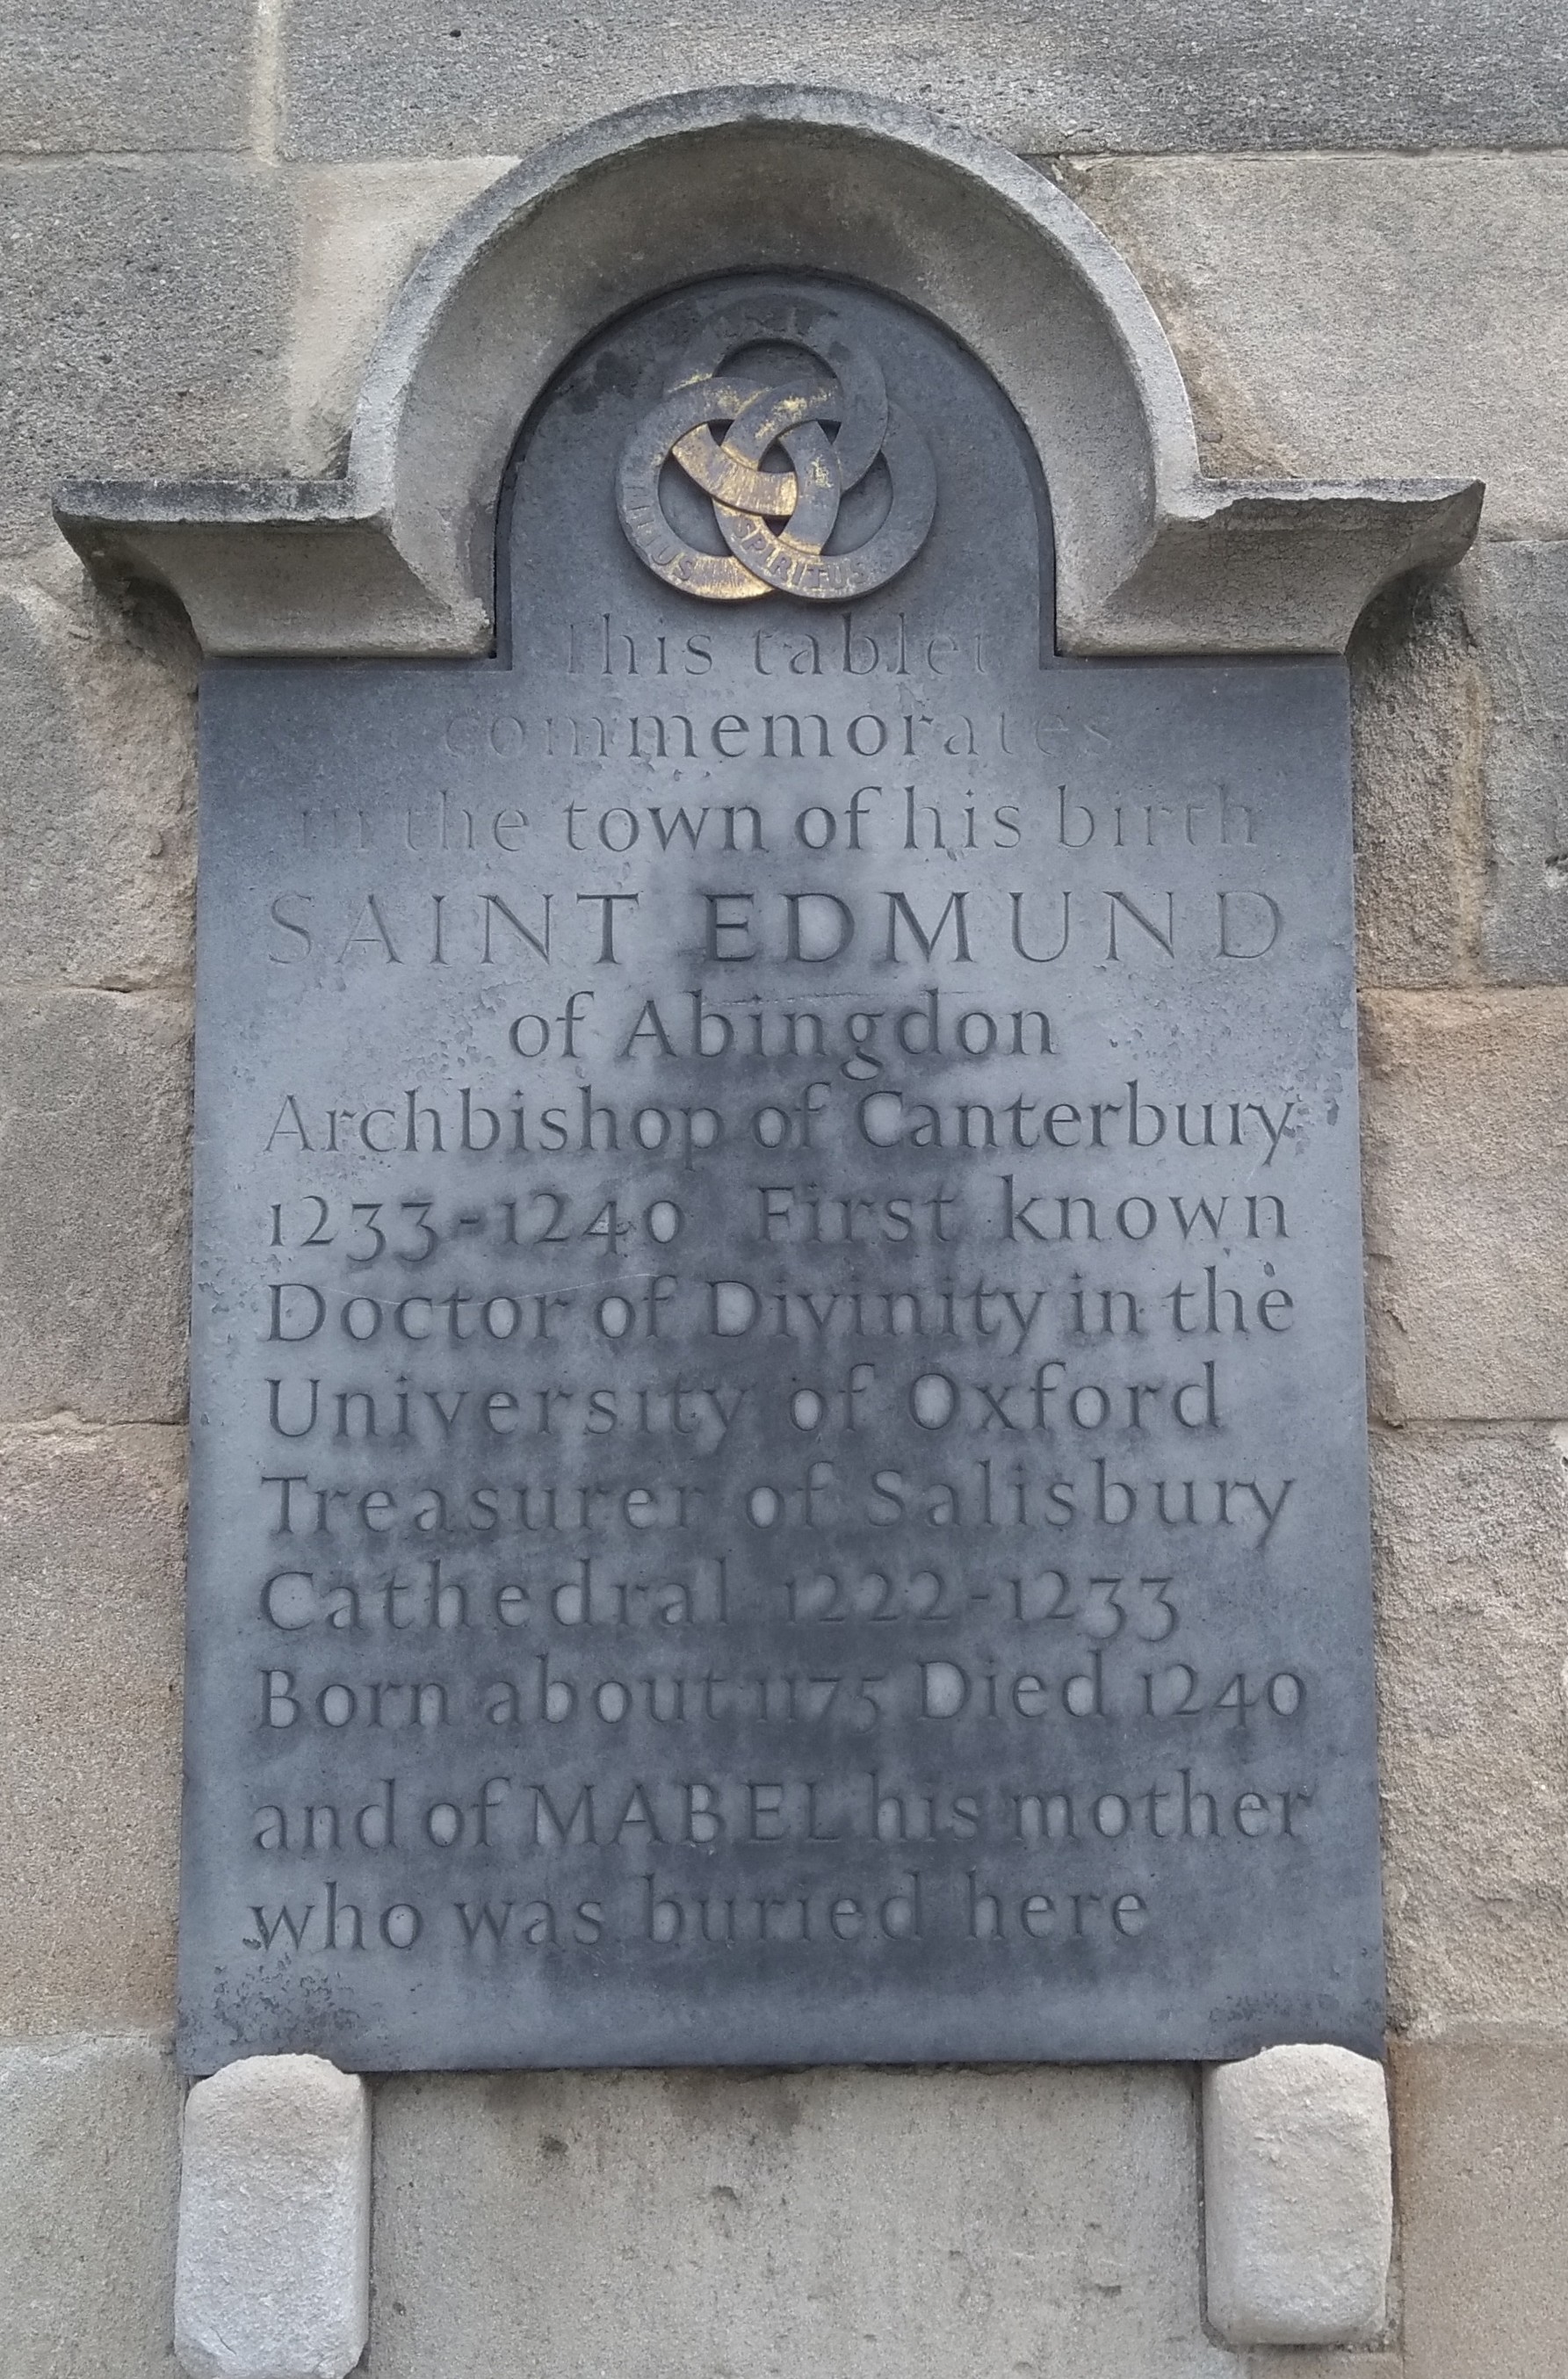 SPIRITUS
This tablet
commemorates
in the town of his birth
SAINT EDMUND
of Abingdon
Archbishop of Canterbury
1233-1240 First known
Doctor of Divinity in the
University of Oxford
Treasurer of Salisbury
Cathedral 1222-1233
Born about 1175 Died 1240
and of MABEL his mother
who was buried here